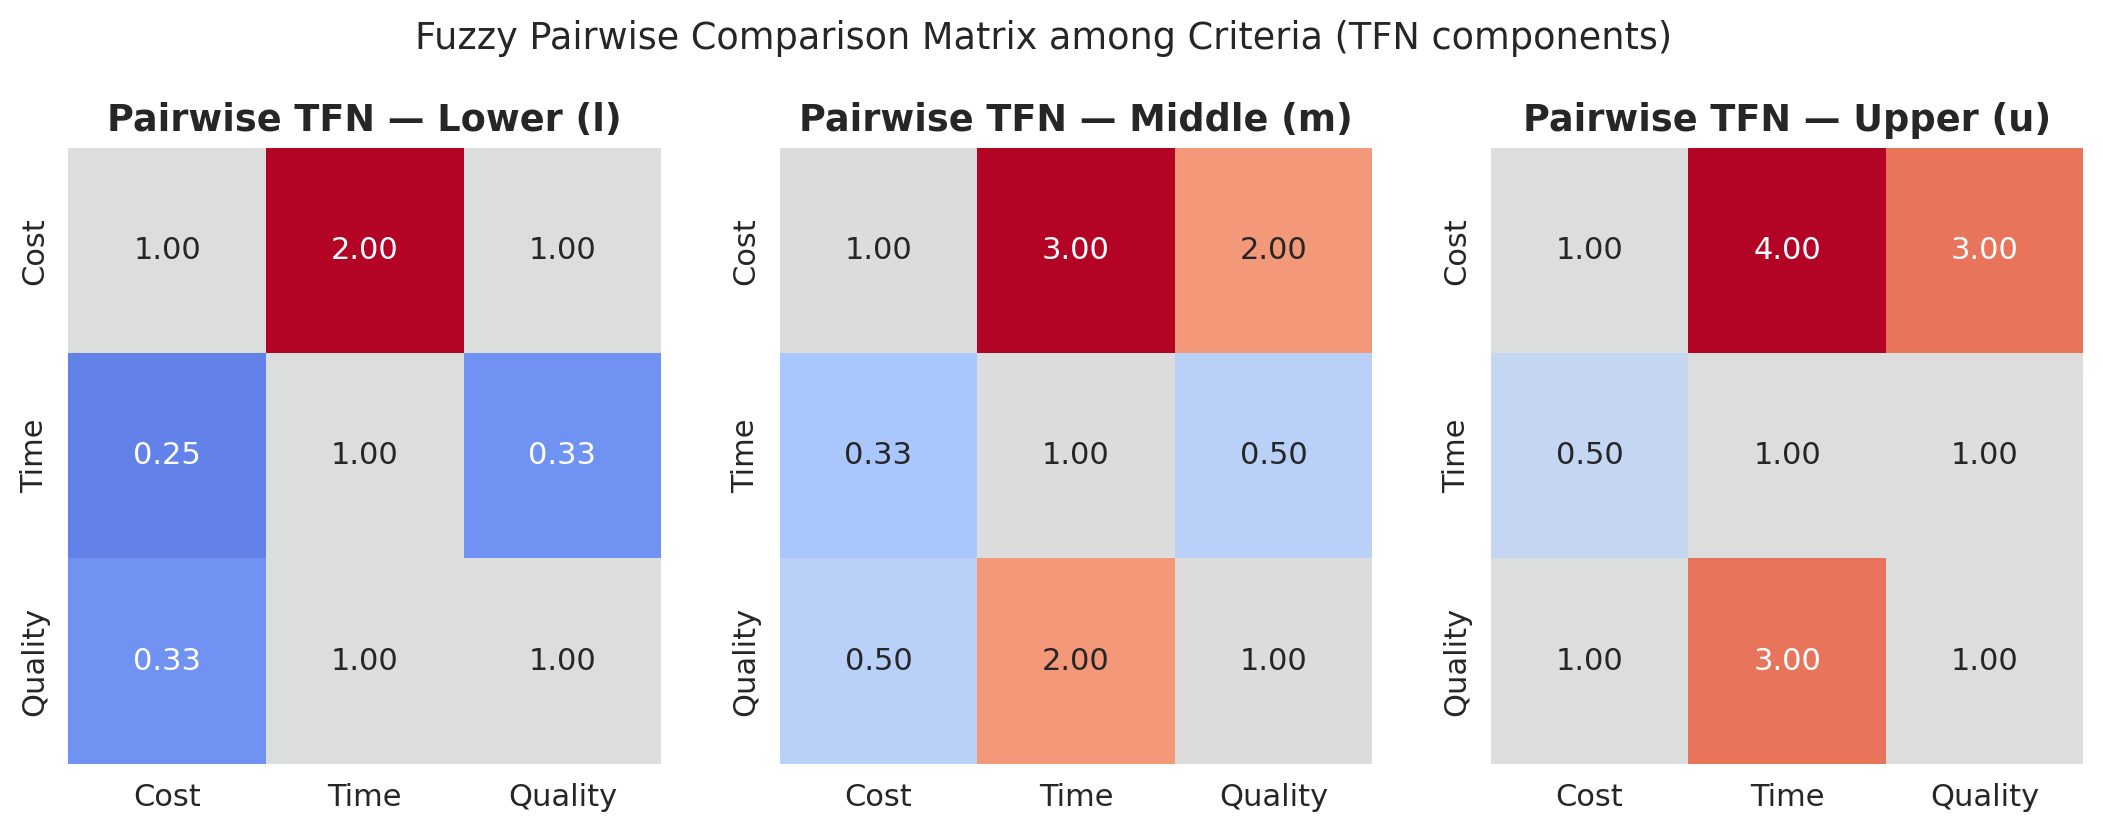 Fuzzy Pairwise Comparison Matrix among Criteria (TFN components)
Pairwise TFN — Lower (l)
Cost 1.00 2.00 1.00
Time 0.25 1.00 0.33
Quality 0.33 1.00 1.00
Cost Time Quality
Pairwise TFN — Middle (m)
Cost 1.00 3.00 2.00
Time 0.33 1.00 0.50
Quality 0.50 2.00 1.00
Cost Time Quality
Pairwise TFN — Upper (u)
Cost 1.00 4.00 3.00
Time 0.50 1.00 1.00
Quality 1.00 3.00 1.00
Cost Time Quality